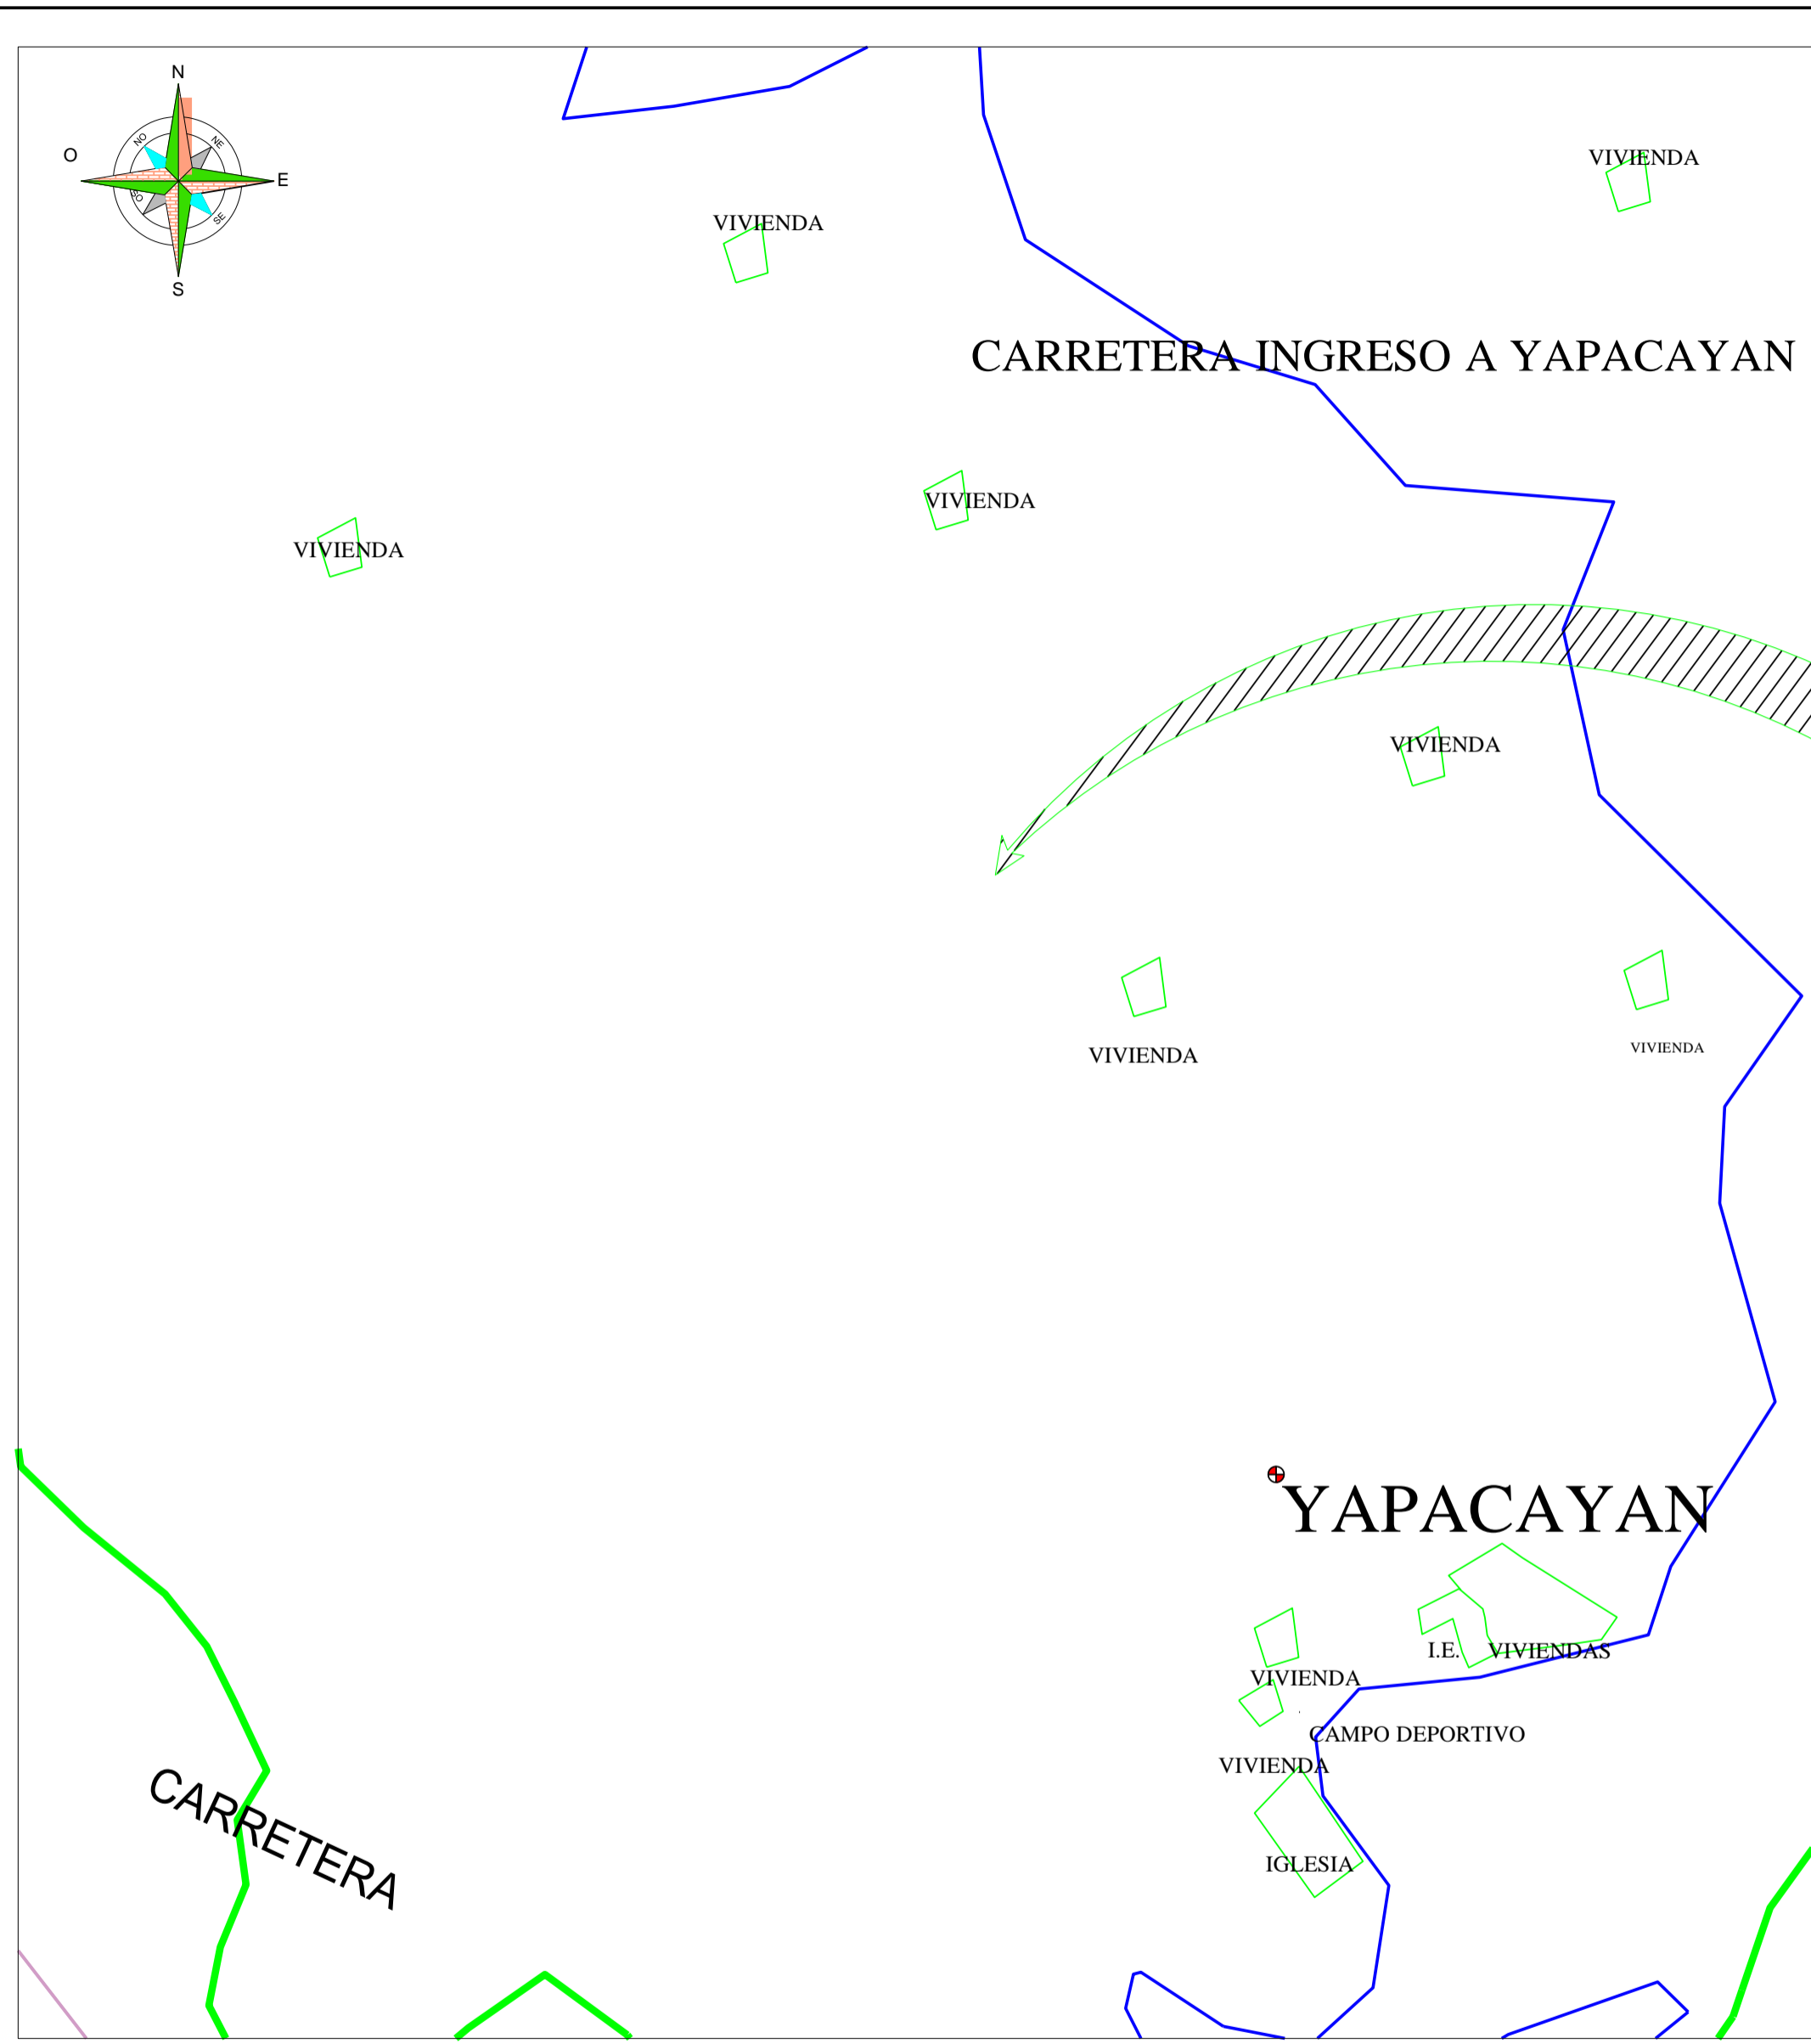 N
NO
NE
O
E
SO
SE
S
VIVIENDA
VIVIENDA
CARRETERA INGRESO A YAPACAYAN
VIVIENDA
VIVIENDA
VIVIENDA
VIVIENDA
VIVIENDA
YAPACAYAN
I.E.
VIVIENDAS
VIVIENDA
CAMPO DEPORTIVO
VIVIENDA
IGLESIA
CARRETERA